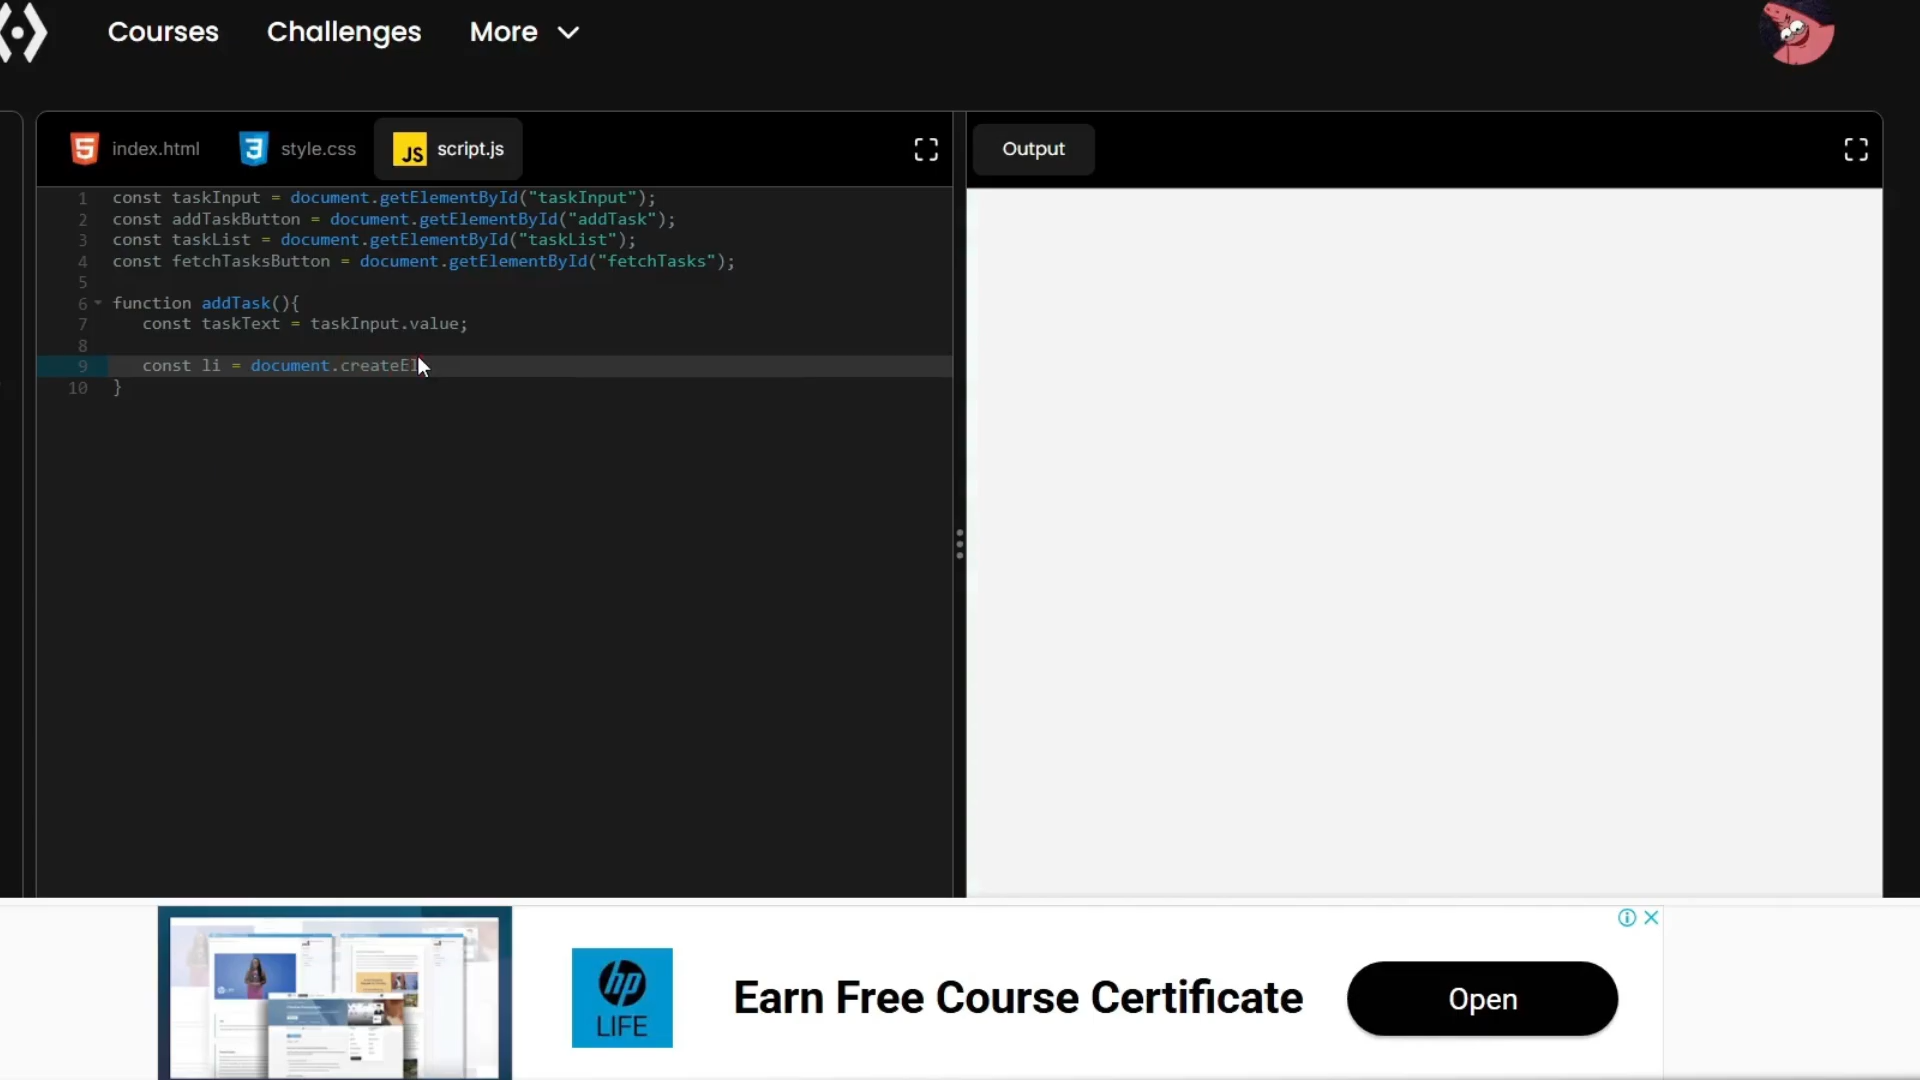 Courses Challenges More
index.html style.css JS script.js
Output
1 const taskInput = document.getElementById("taskInput");
2 const addTaskButton = document.getElementById("addTask");
3 const taskList = document.getElementById("taskList");
4 const fetchTasksButton = document.getElementById("fetchTasks");
5
6 function addTask(){
7 const taskText = taskInput.value;
8
9 const li = document.createEl
10 }
hp
LIFE
Earn Free Course Certificate
Open